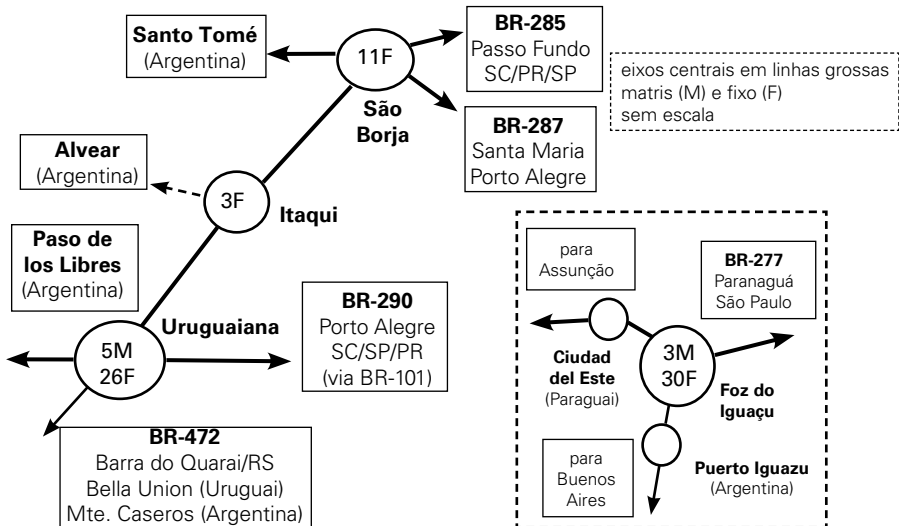 Santo Tomé
(Argentina)
11F
São
Borja
BR-285
Passo Fundo
SC/PR/SP
BR-287
Santa Maria
Porto Alegre
eixos centrais em linhas grossas
matris (M) e fixo (F)
sem escala
Alvear
(Argentina)
3F
Itaqui
Paso de
los Libres
(Argentina)
Uruguaiana
5M
26F
BR-290
Porto Alegre
SC/SP/PR
(via BR-101)
BR-472
Barra do Quarai/RS
Bella Union (Uruguai)
Mte. Caseros (Argentina)
para
Assunção
BR-277
Paranaguá
São Paulo
Ciudad
del Este
(Paraguai)
3M
30F
Foz do
Iguaçu
para
Buenos
Aires
Puerto Iguazu
(Argentina)